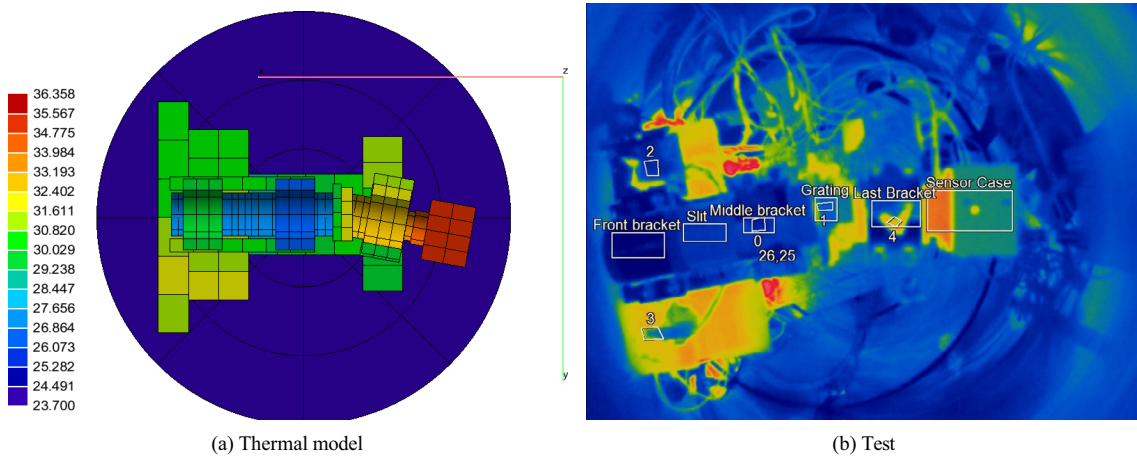 36.358
35.567
34.775
33.984
33.193
32.402
31.611
30.820
30.029
29.238
28.447
27.656
26.864
26.073
25.282
24.491
23.700
x
z
y
(a) Thermal model
2
Grating
Last Bracket
Sensor Case
Front bracket
Slit
Middle bracket
1
0
4
26,25
3
(b) Test